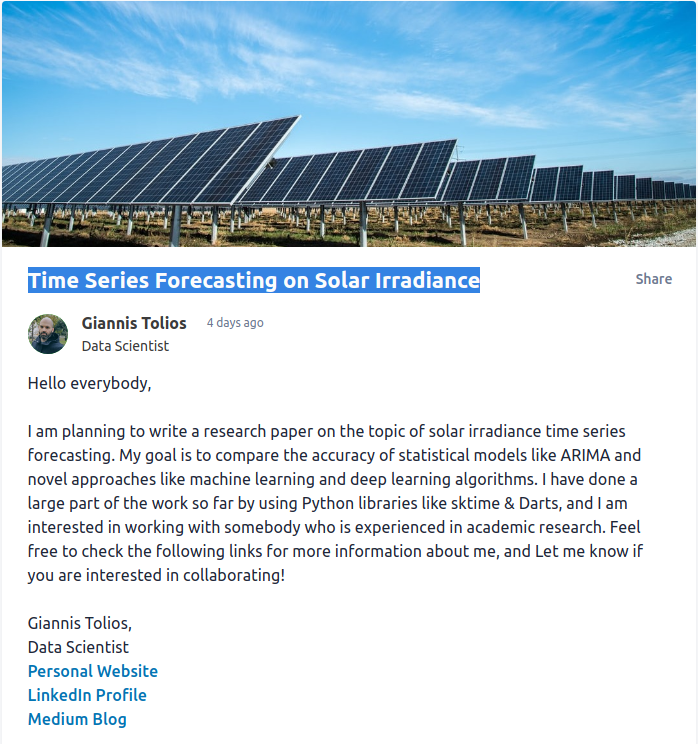 Time Series Forecasting on Solar Irradiance
Share
Giannis Tolios 4 days ago
Data Scientist
Hello everybody,
I am planning to write a research paper on the topic of solar irradiance time series
forecasting. My goal is to compare the accuracy of statistical models like ARIMA and
novel approaches like machine learning and deep learning algorithms. I have done a
large part of the work so far by using Python libraries like sktime & Darts, and I am
interested in working with somebody who is experienced in academic research. Feel
free to check the following links for more information about me, and Let me know if
you are interested in collaborating!
Giannis Tolios,
Data Scientist
Personal Website
LinkedIn Profile
Medium Blog